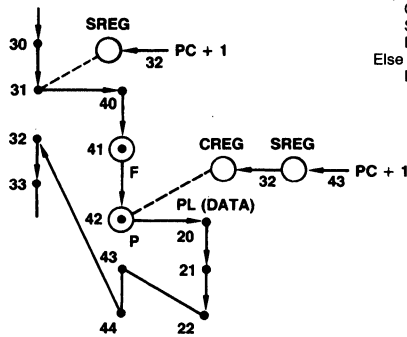 SREG
30
32
PC + 1
31
40
Else
32
41
F
CREG
SREG
33
32
43
PC + 1
42
P
PL (DATA)
20
43
21
44
22